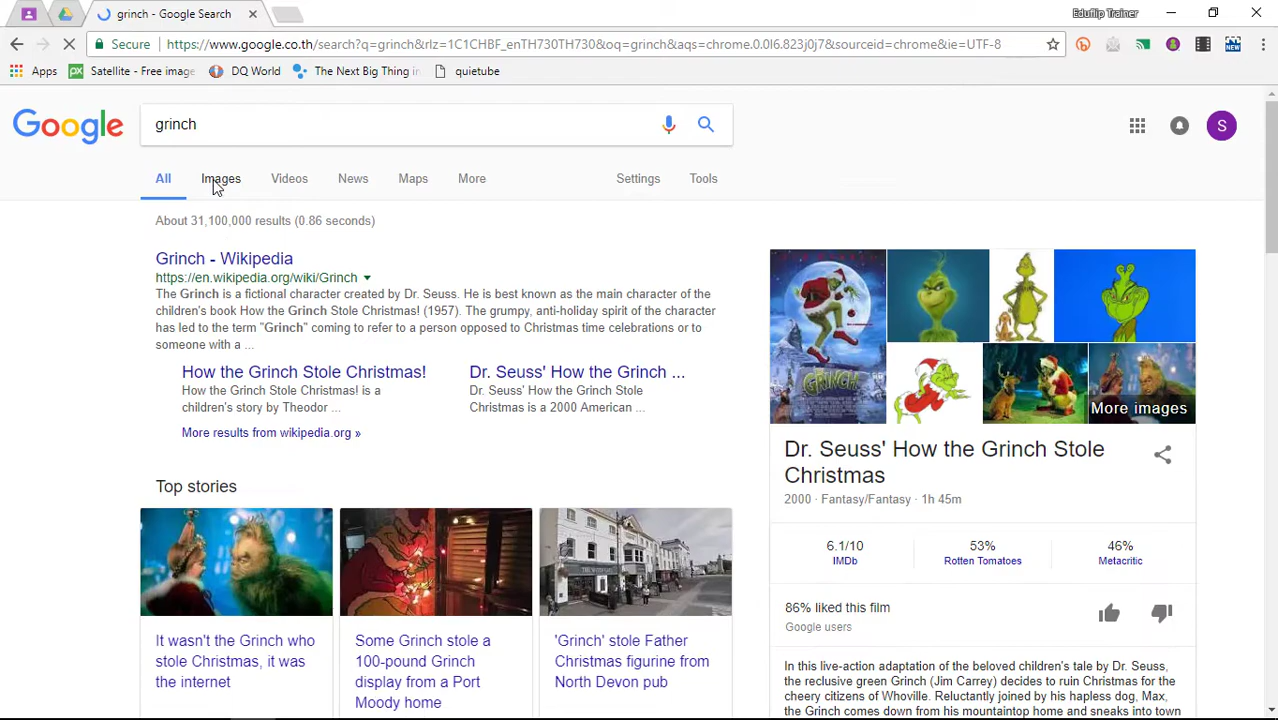 grinch - Google Search
Eduflip Trainer
Secure
https://www.google.co.th/search?q=grinch&rlz=1C1CHBF_enTH730TH730&oq=grinch&aqs=chrome.0.0l6.823j0j7&sourceid=chrome&ie=UTF-8
NEW
Apps
px
Satellite - Free image
DQ World
The Next Big Thing in
quietube
Google
grinch
S
All
Images
Videos
News
Maps
More
Settings
Tools
About 31,100,000 results (0.86 seconds)
Grinch - Wikipedia
https://en.wikipedia.org/wiki/Grinch
The Grinch is a fictional character created by Dr. Seuss. He is best known as the main character of the
children's book How the Grinch Stole Christmas! (1957). The grumpy, anti-holiday spirit of the character
has led to the term "Grinch" coming to refer to a person opposed to Christmas time celebrations or to
someone with a ...
How the Grinch Stole Christmas!
How the Grinch Stole Christmas! is a
children's story by Theodor ...
Dr. Seuss' How the Grinch ...
Dr. Seuss' How the Grinch Stole
Christmas is a 2000 American ...
More results from wikipedia.org »
Top stories
It wasn't the Grinch who
stole Christmas, it was
the internet
Some Grinch stole a
100-pound Grinch
display from a Port
Moody home
'Grinch' stole Father
Christmas figurine from
North Devon pub
GRINCH
More images
Dr. Seuss' How the Grinch Stole
Christmas
2000 · Fantasy/Fantasy · 1h 45m
6.1/10
IMDb
53%
Rotten Tomatoes
46%
Metacritic
86% liked this film
Google users
In this live-action adaptation of the beloved children's tale by Dr. Seuss,
the reclusive green Grinch (Jim Carrey) decides to ruin Christmas for the
cheery citizens of Whoville. Reluctantly joined by his hapless dog, Max,
the Grinch comes down from his mountaintop home and sneaks into town